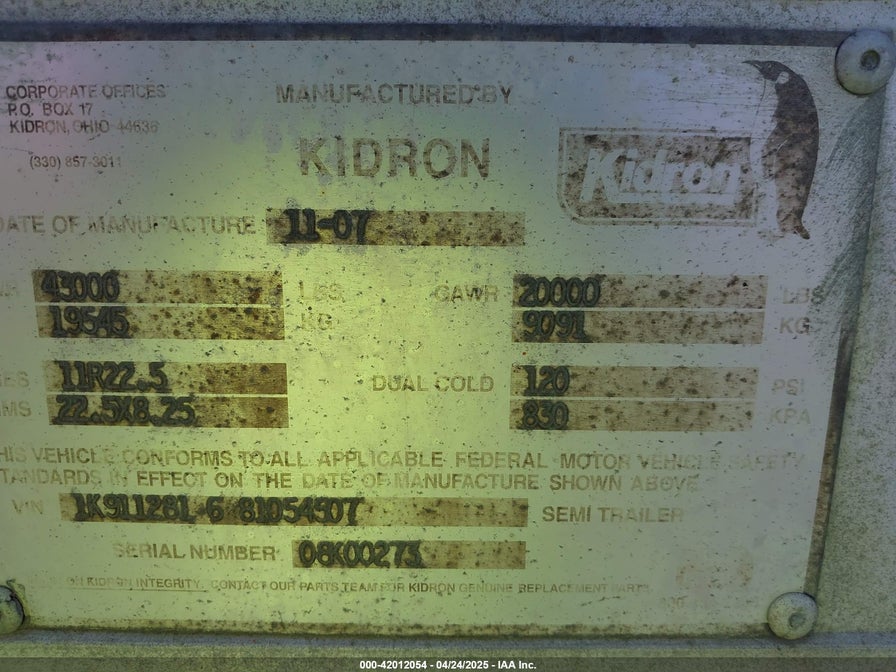 CORPORATE OFFICES
P.O. BOX 17
KIDRON, OHIO 44636
(330) 857-3011
MANUFACTURED BY
KIDRON
Kidron
DATE OF MANUFACTURE 11-07
43000 LBS GAWR 20000 LBS
19545 KG 9091 KG
11R22.5 DUAL COLD 120 PSI
22.5X8.25 830 KPA
THIS VEHICLE CONFORMS TO ALL APPLICABLE FEDERAL MOTOR VEHICLE SAFETY
STANDARDS IN EFFECT ON THE DATE OF MANUFACTURE SHOWN ABOVE
VIN SEMI TRAILER
SERIAL NUMBER 08K00273
KIDRON INTEGRITY. CONTACT OUR PARTS TEAM FOR KIDRON GENUINE REPLACEMENT PARTS
000-42012054 - 04/24/2025 - IAA Inc.